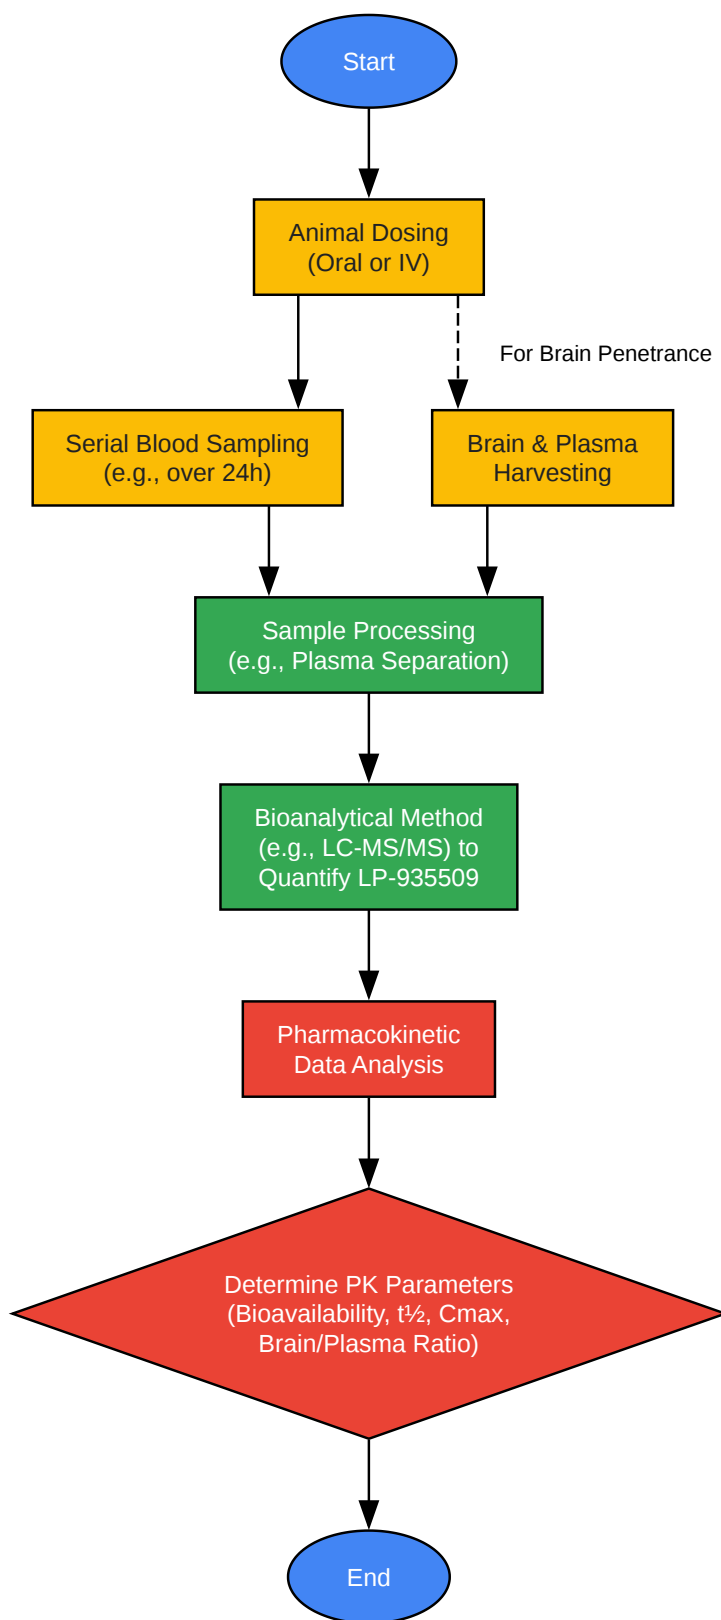 Start
Animal Dosing
(Oral or IV)
For Brain Penetrance
Serial Blood Sampling
(e.g., over 24h)
Brain & Plasma
Harvesting
Sample Processing
(e.g., Plasma Separation)
Bioanalytical Method
(e.g., LC-MS/MS) to
Quantify LP-935509
Pharmacokinetic
Data Analysis
Determine PK Parameters
(Bioavailability, t½, Cmax,
Brain/Plasma Ratio)
End